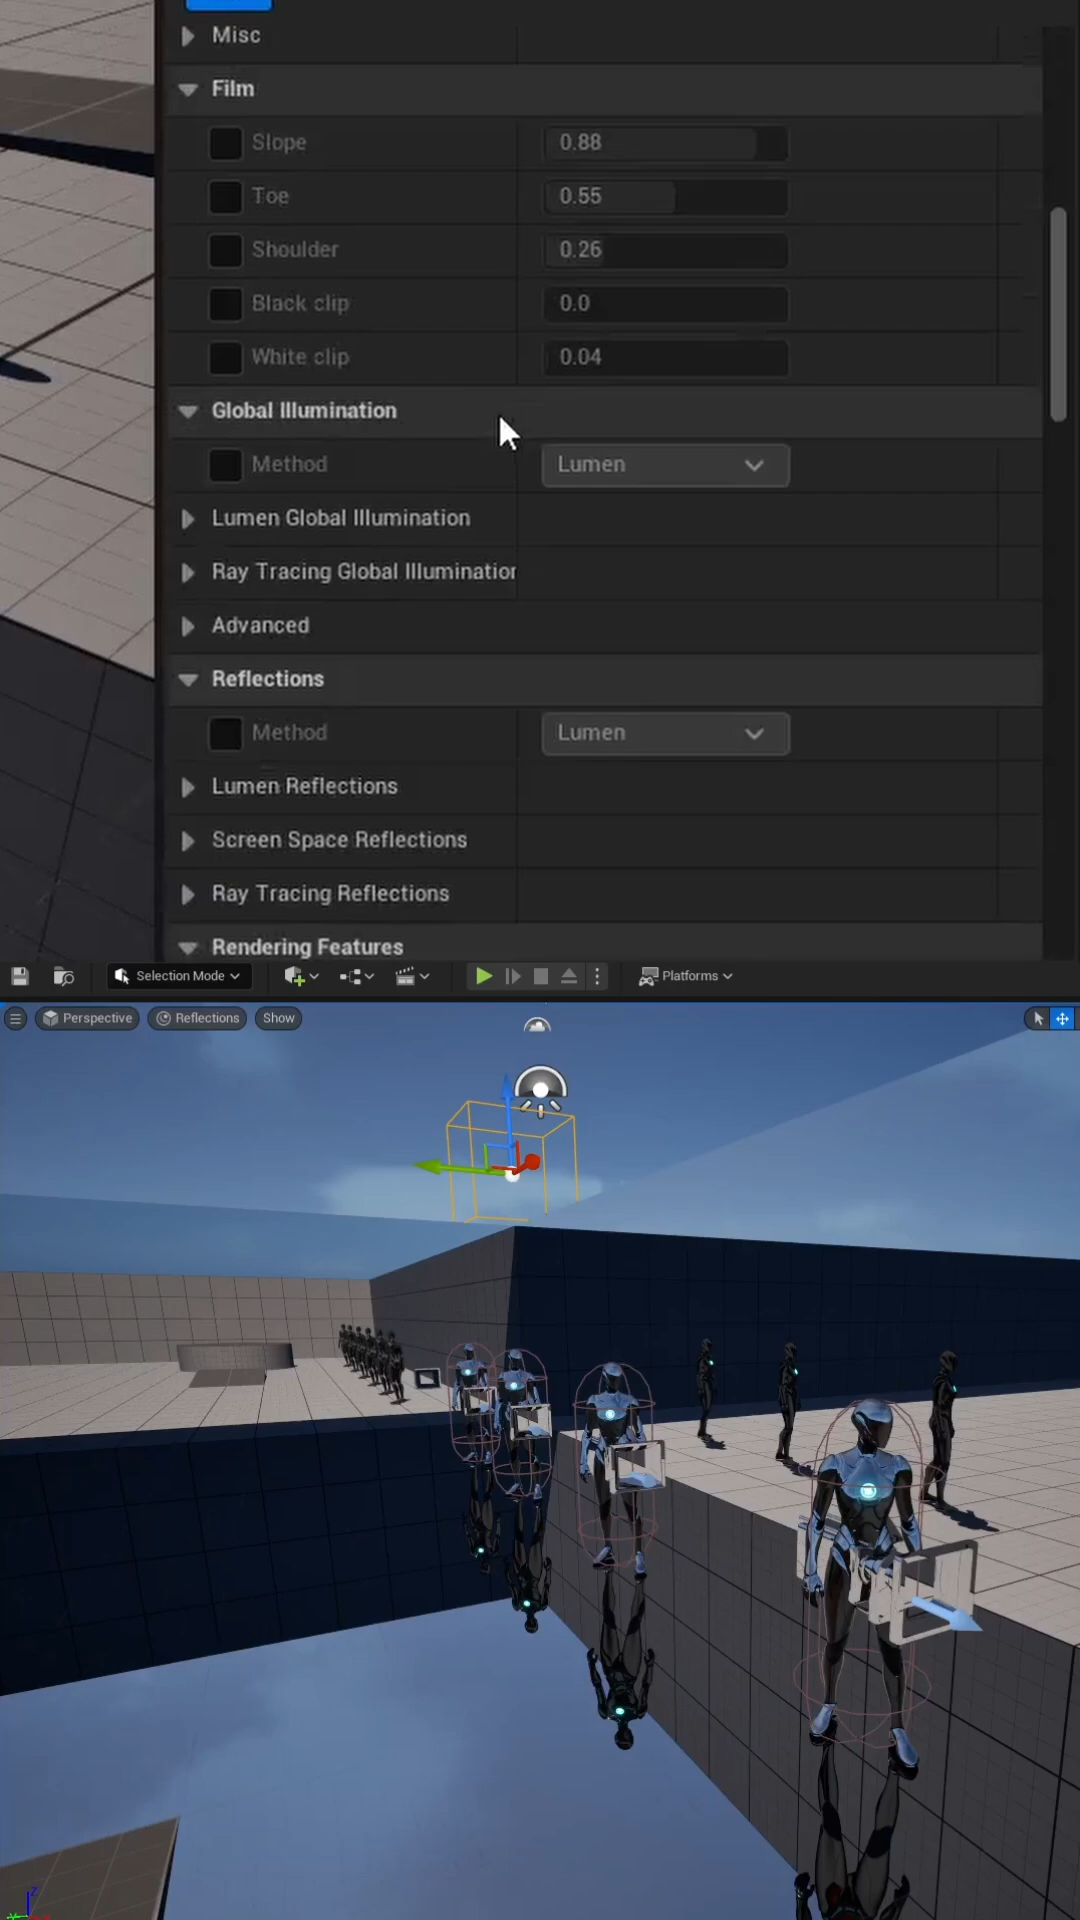 Misc
Film
Slope 0.88
Toe 0.55
Shoulder 0.26
Black clip 0.0
White clip 0.04
Global Illumination
Method Lumen
Lumen Global Illumination
Ray Tracing Global Illumination
Advanced
Reflections
Method Lumen
Lumen Reflections
Screen Space Reflections
Ray Tracing Reflections
Rendering Features
Selection Mode Platforms
Perspective Reflections Show
Z